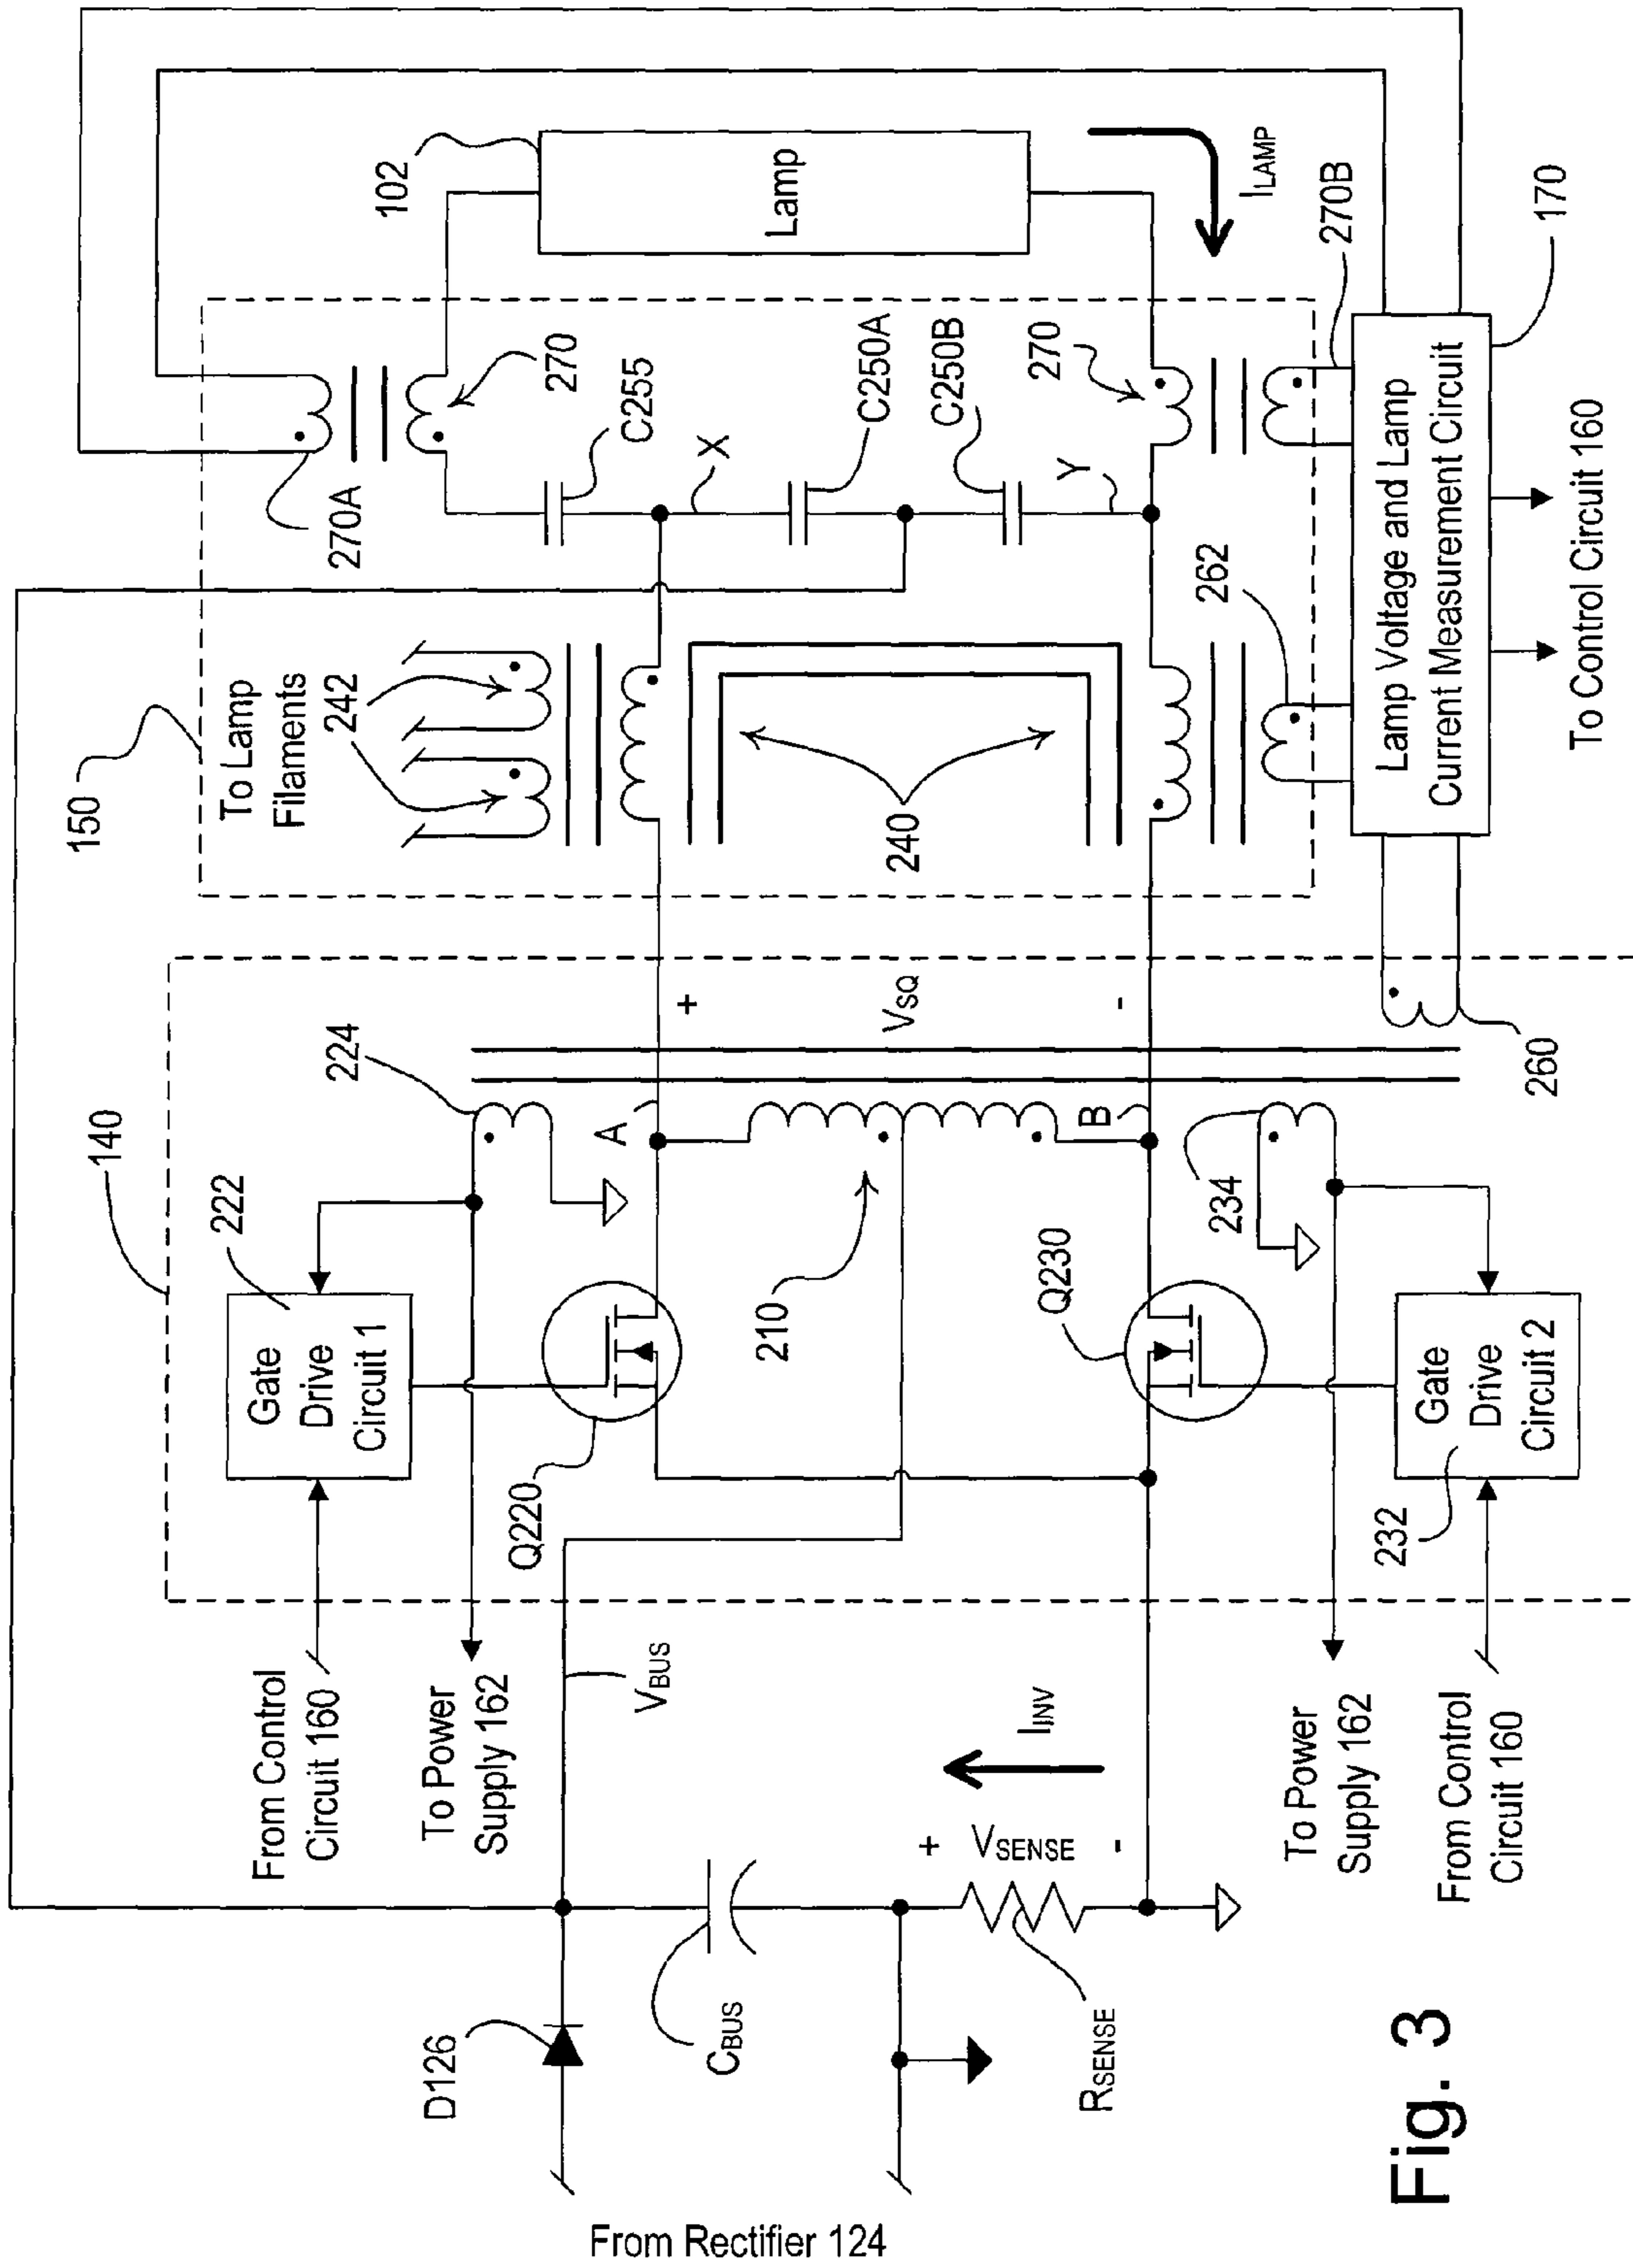 150
To Lamp
Filaments
242
240
262
270A
270
C255
X
C250A
C250B
Y
270
102
Lamp
I LAMP
270B
170
Lamp Voltage and Lamp
Current Measurement Circuit
To Control Circuit 160
140
222
Gate
Drive
Circuit 1
224
A
+
VSQ
-
B
210
Q220
Q230
234
260
Gate
Drive
Circuit 2
232
From Control
Circuit 160
To Power
Supply 162
VBUS
IINV
To Power
Supply 162
From Control
Circuit 160
D126
CBUS
+
VSENSE
-
RSENSE
From Rectifier 124
Fig. 3